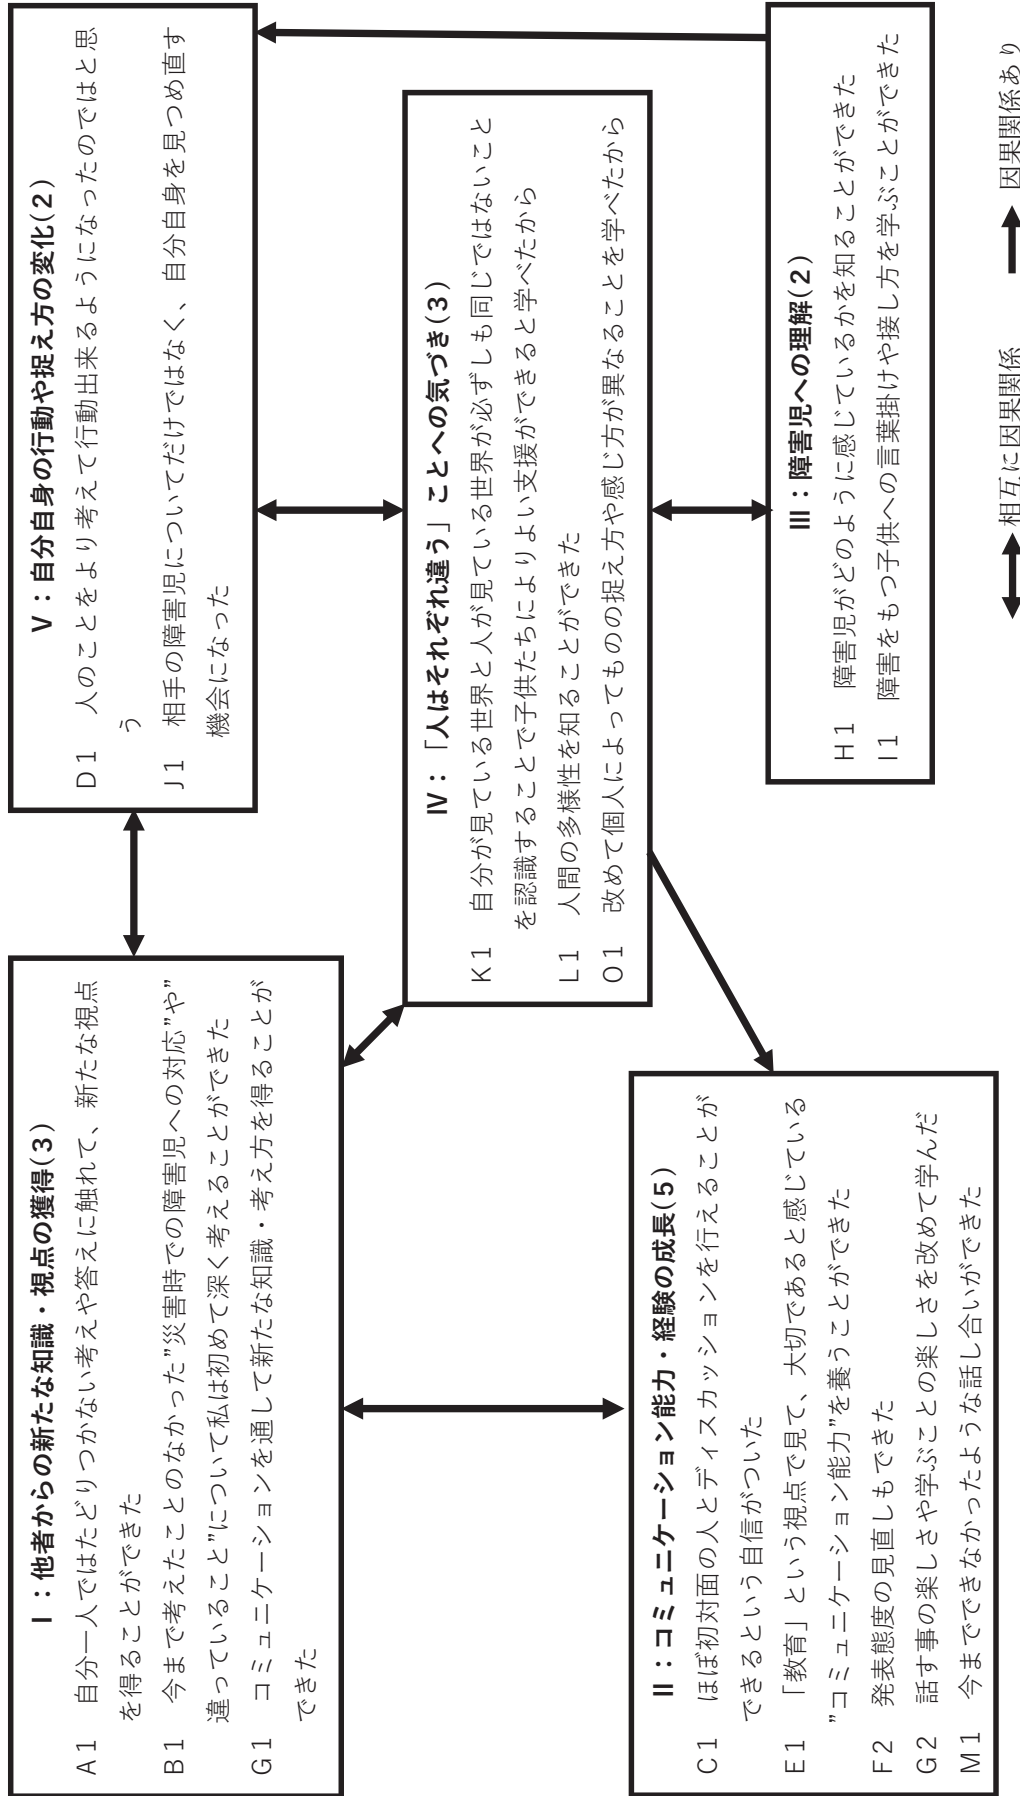 Ⅰ：他者からの新たな知識・視点の獲得(3)
A1　自分一人ではたどりつかない考えや答えに触れて、新たな視点
を得ることができた
B1　今まで考えたことのなかった”災害時での障害児への対応”や”
違っていること”について私は初めて深く考えることができた
G1　コミュニケーションを通して新たな知識・考え方を得ることが
できた
Ⅴ：自分自身の行動や捉え方の変化(2)
D1　人のことをより考えて行動出来るようになったのではと思
う
J1　相手の障害児についてだけではなく、自分自身を見つめ直す
機会になった
Ⅳ：「人はそれぞれ違う」ことへの気づき(3)
K1　自分が見ている世界と人が見ている世界が必ずしも同じではないこと
を認識することで子供たちによりよい支援ができると学べたから
L1　人間の多様性を知ることができた
O1　改めて個人によってものの捉え方や感じ方が異なることを学べたから
Ⅱ：コミュニケーション能力・経験の成長(5)
C1　ほぼ初対面の人とディスカッションを行えることが
できるという自信がついた
E1　「教育」という視点で見て、大切であると感じている
”コミュニケーション能力”を養うことができた
F2　発表態度の見直しもできた
G2　話す事の楽しさや学ぶことの楽しさを改めて学んだ
M1　今までできなかったような話し合いができた
Ⅲ：障害児への理解(2)
H1　障害児がどのように感じているかを知ることができた
I1　障害をもつ子供への言葉掛けや接し方を学ぶことができた
相互に因果関係
因果関係あり